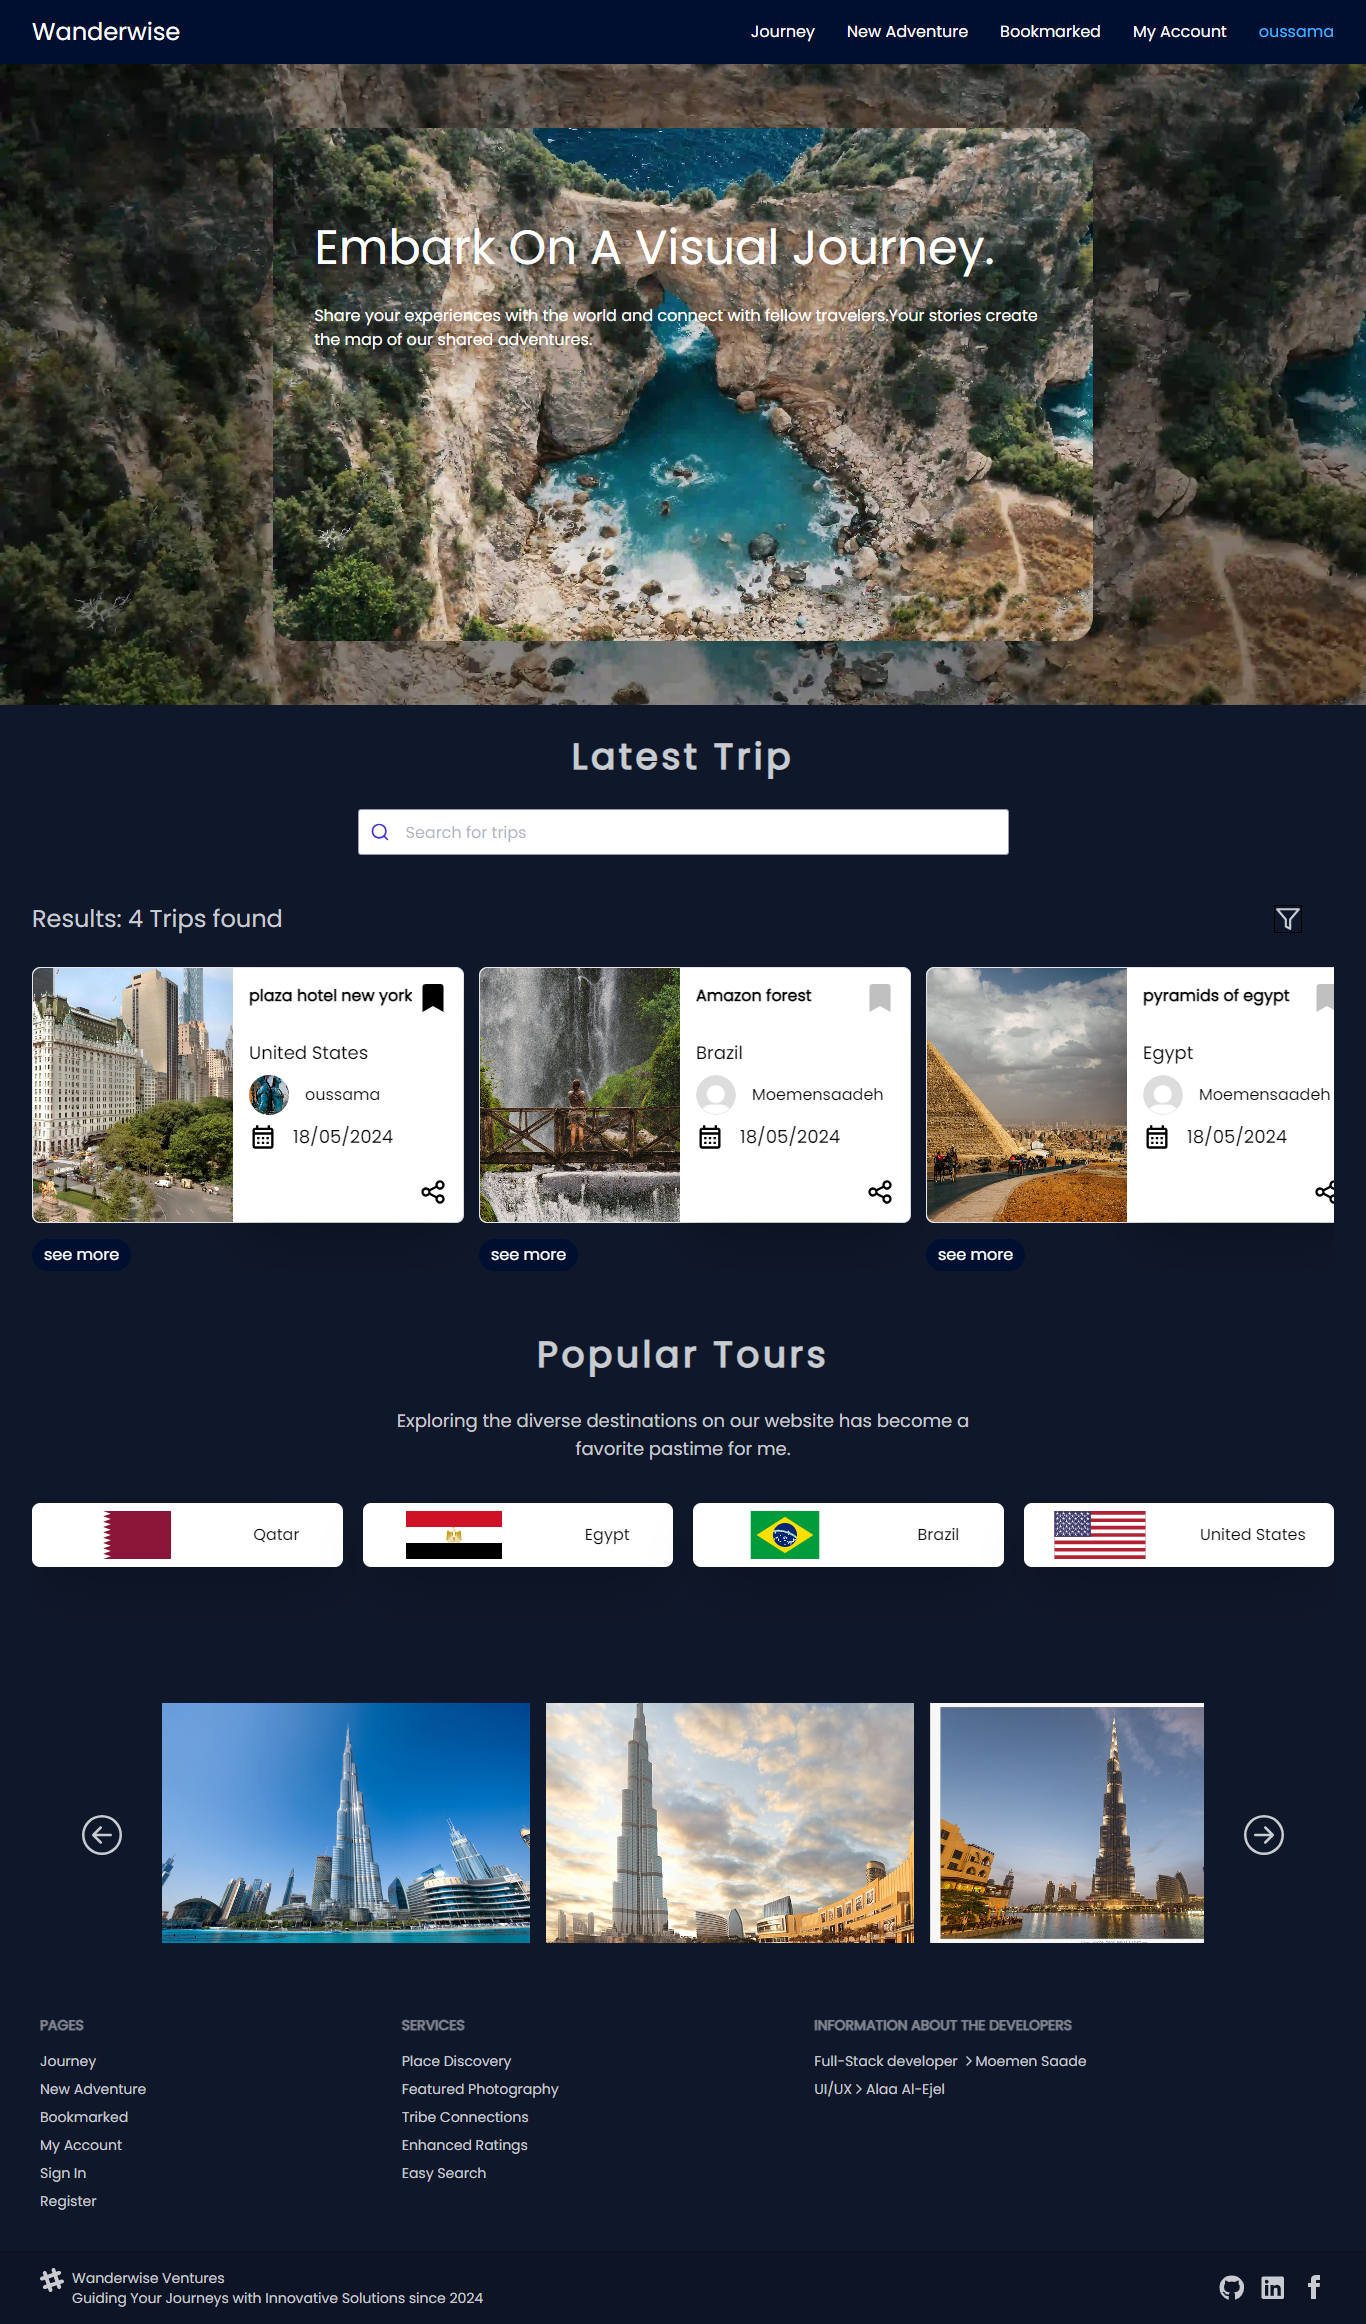 Wanderwise
Journey
New Adventure
Bookmarked
My Account
oussama
Embark On A Visual Journey.
Share your experiences with the world and connect with fellow travelers.Your stories create
the map of our shared adventures.
Latest Trip
Search for trips
Results: 4 Trips found
plaza hotel new york
United States
oussama
18/05/2024
see more
Amazon forest
Brazil
Moemensaadeh
18/05/2024
see more
pyramids of egypt
Egypt
Moemensaadeh
18/05/2024
see more
Popular Tours
Exploring the diverse destinations on our website has become a
favorite pastime for me.
Qatar
Egypt
Brazil
United States
PAGES
Journey
New Adventure
Bookmarked
My Account
Sign In
Register
SERVICES
Place Discovery
Featured Photography
Tribe Connections
Enhanced Ratings
Easy Search
INFORMATION ABOUT THE DEVELOPERS
Full-Stack developer > Moemen Saade
UI/UX > Alaa Al-Ejel
Wanderwise Ventures
Guiding Your Journeys with Innovative Solutions since 2024